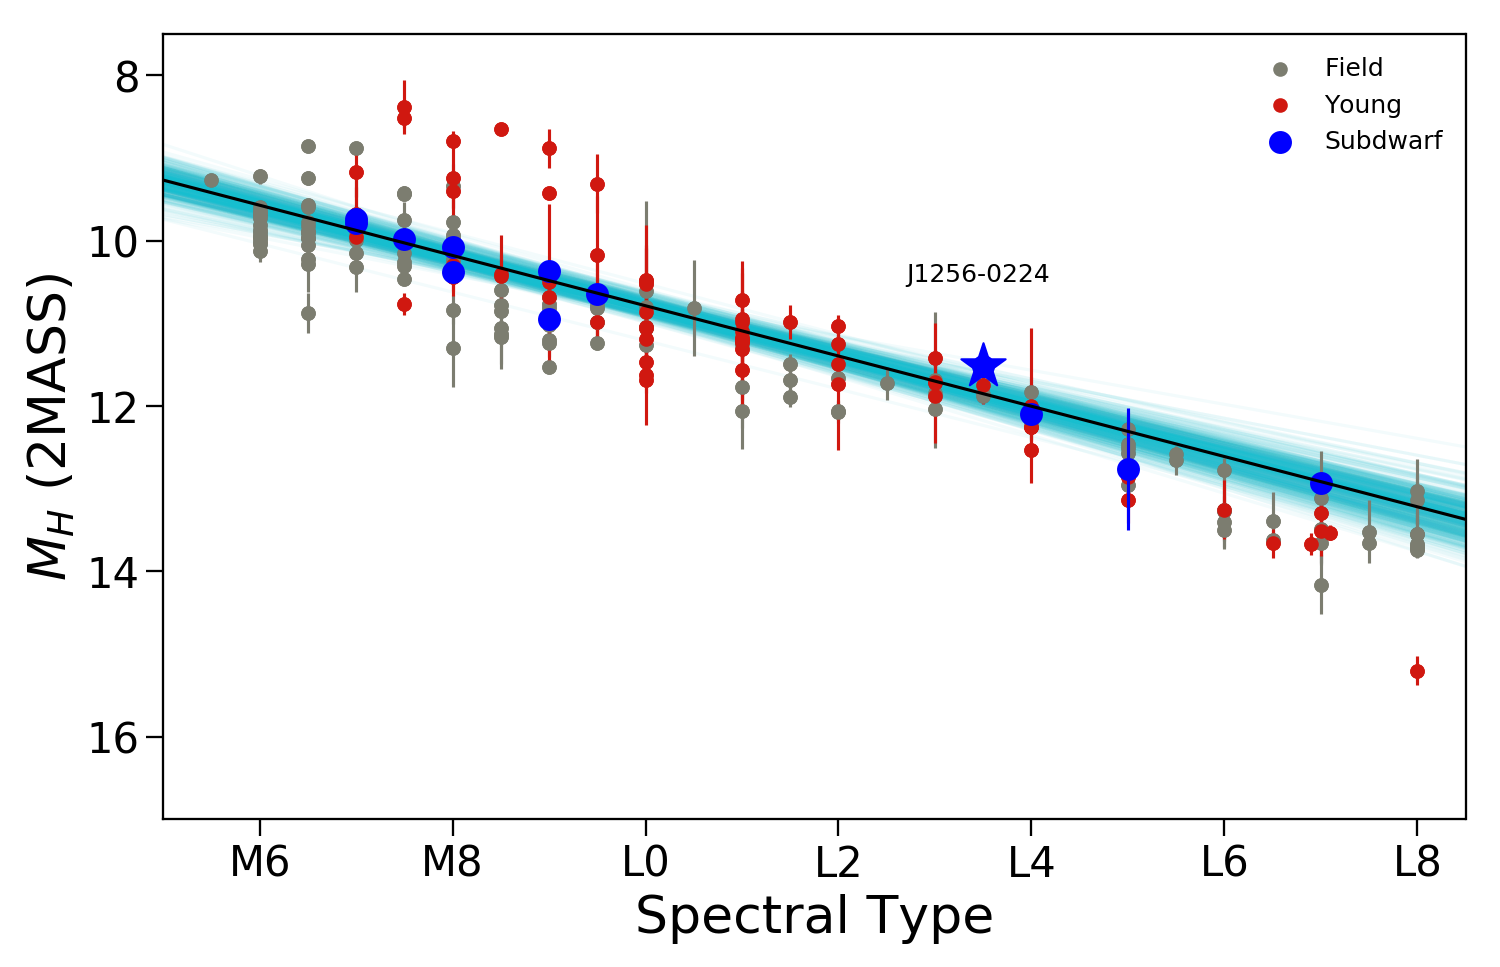 Field
Young
Subdwarf
J1256-0224
8
10
12
14
16
M_H (2MASS)
M6 M8 L0 L2 L4 L6 L8
Spectral Type